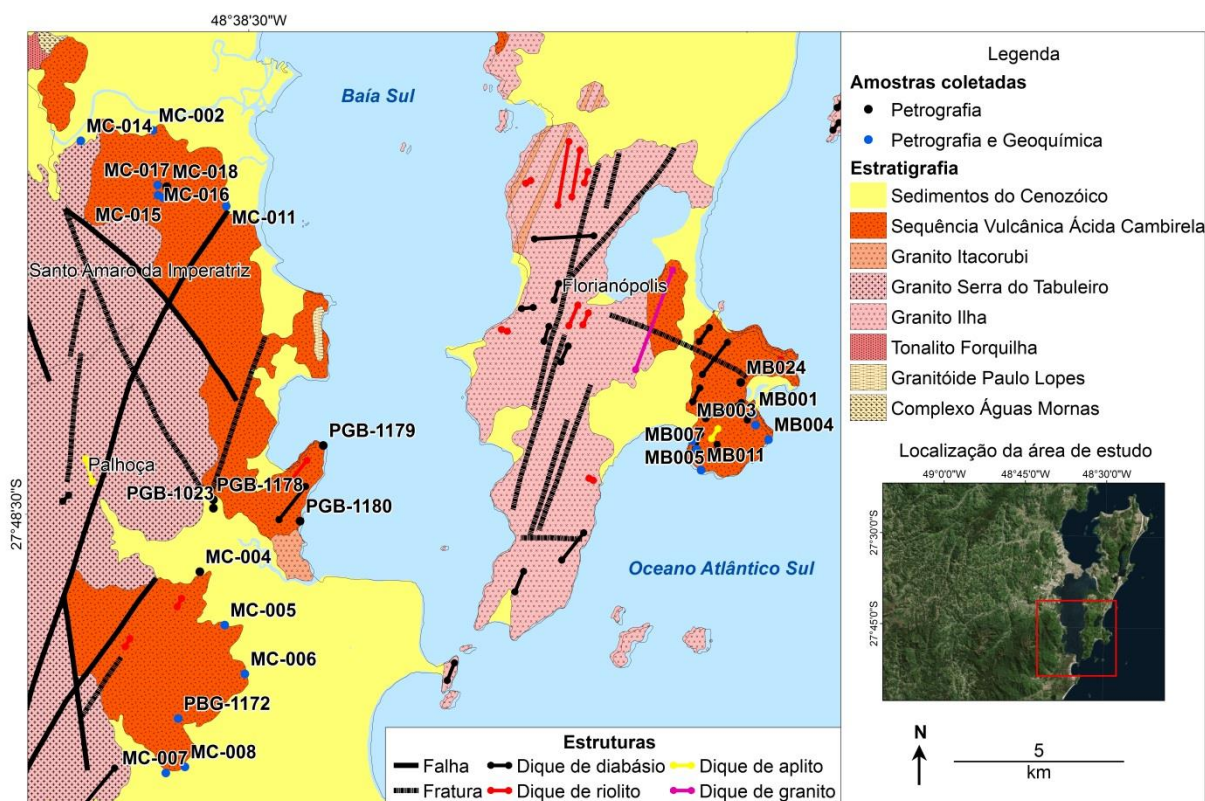 48°38'30"W
27°48'30"S
Baía Sul
MC-002
MC-014
MC-017
MC-018
MC-016
MC-015
MC-011
Santo Amaro da Imperatriz
Florianópolis
MB024
MB001
MB003
MB004
MB007
MB005
MB011
PGB-1179
Palhoça
PGB-1178
PGB-1023
PGB-1180
MC-004
Oceano Atlântico Sul
MC-005
MC-006
PBG-1172
MC-007
MC-008
Estruturas
Falha
Dique de diabásio
Dique de aplito
Fratura
Dique de riolito
Dique de granito
Legenda
Amostras coletadas
Petrografia
Petrografia e Geoquímica
Estratigrafia
Sedimentos do Cenozóico
Sequência Vulcânica Ácida Cambirela
Granito Itacorubi
Granito Serra do Tabuleiro
Granito Ilha
Tonalito Forquilha
Granitóide Paulo Lopes
Complexo Águas Mornas
Localização da área de estudo
49°0'0"W 48°45'0"W 48°30'0"W
27°30'0"S
27°45'0"S
N
5
km